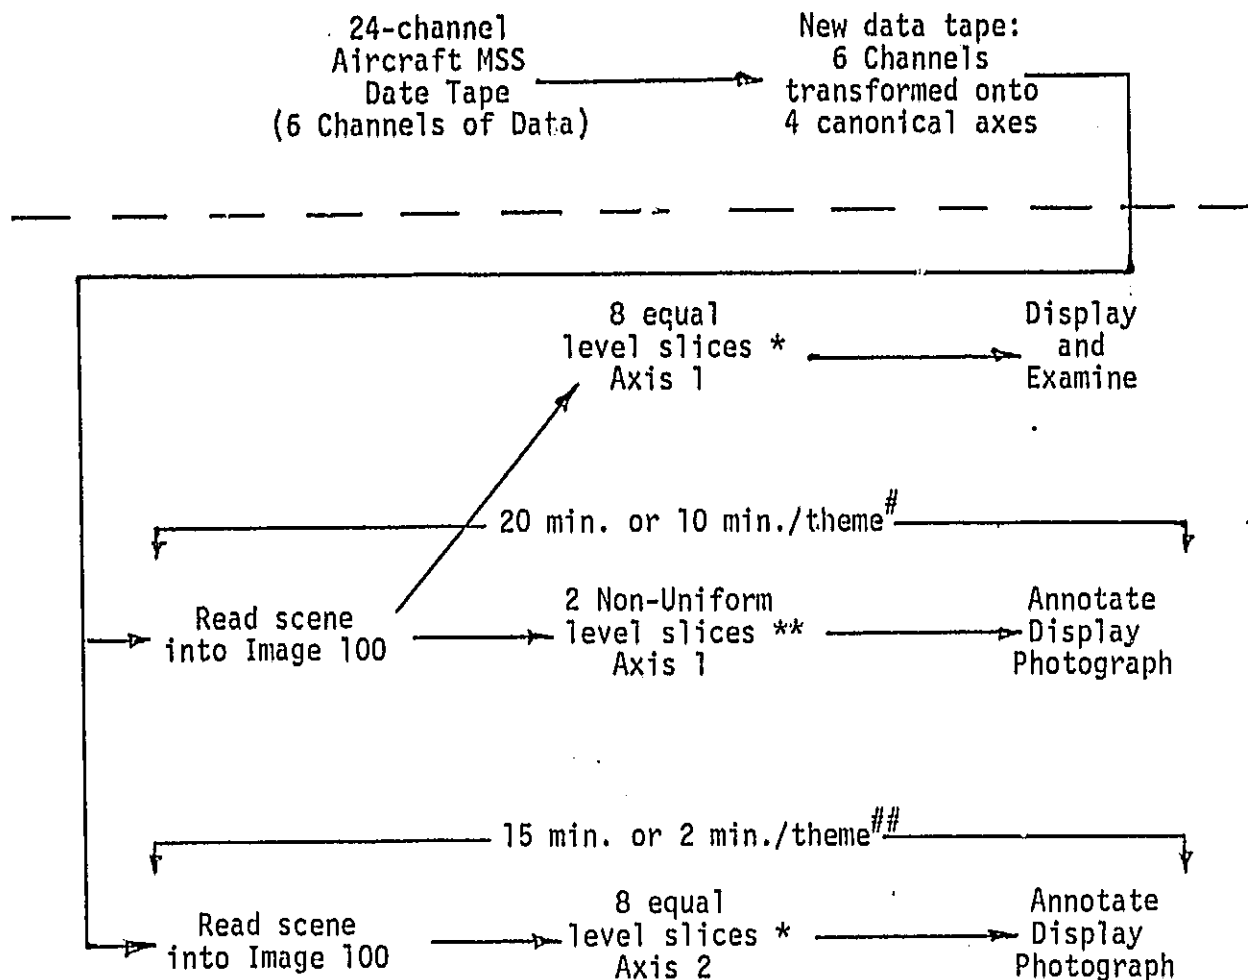 24-channel
Aircraft MSS
Date Tape
(6 Channels of Data)
New data tape:
6 Channels
transformed onto
4 canonical axes
8 equal
level slices *
Axis 1
Display
and
Examine
20 min. or 10 min./theme#
Read scene
into Image 100
2 Non-Uniform
level slices **
Axis 1
Annotate
Display
Photograph
15 min. or 2 min./theme##
Read scene
into Image 100
8 equal
level slices *
Axis 2
Annotate
Display
Photograph